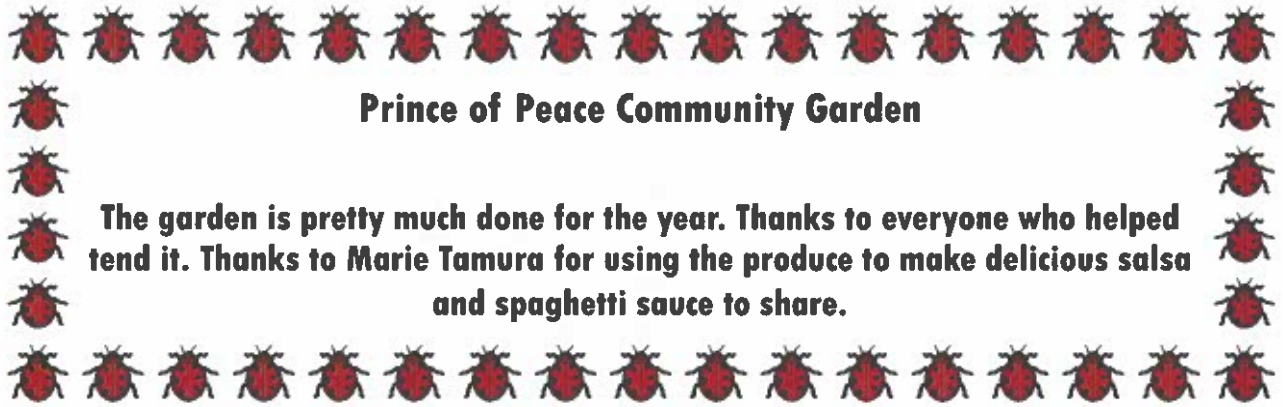 Prince of Peace Community Garden
The garden is pretty much done for the year. Thanks to everyone who helped
tend it. Thanks to Marie Tamura for using the produce to make delicious salsa
and spaghetti sauce to share.